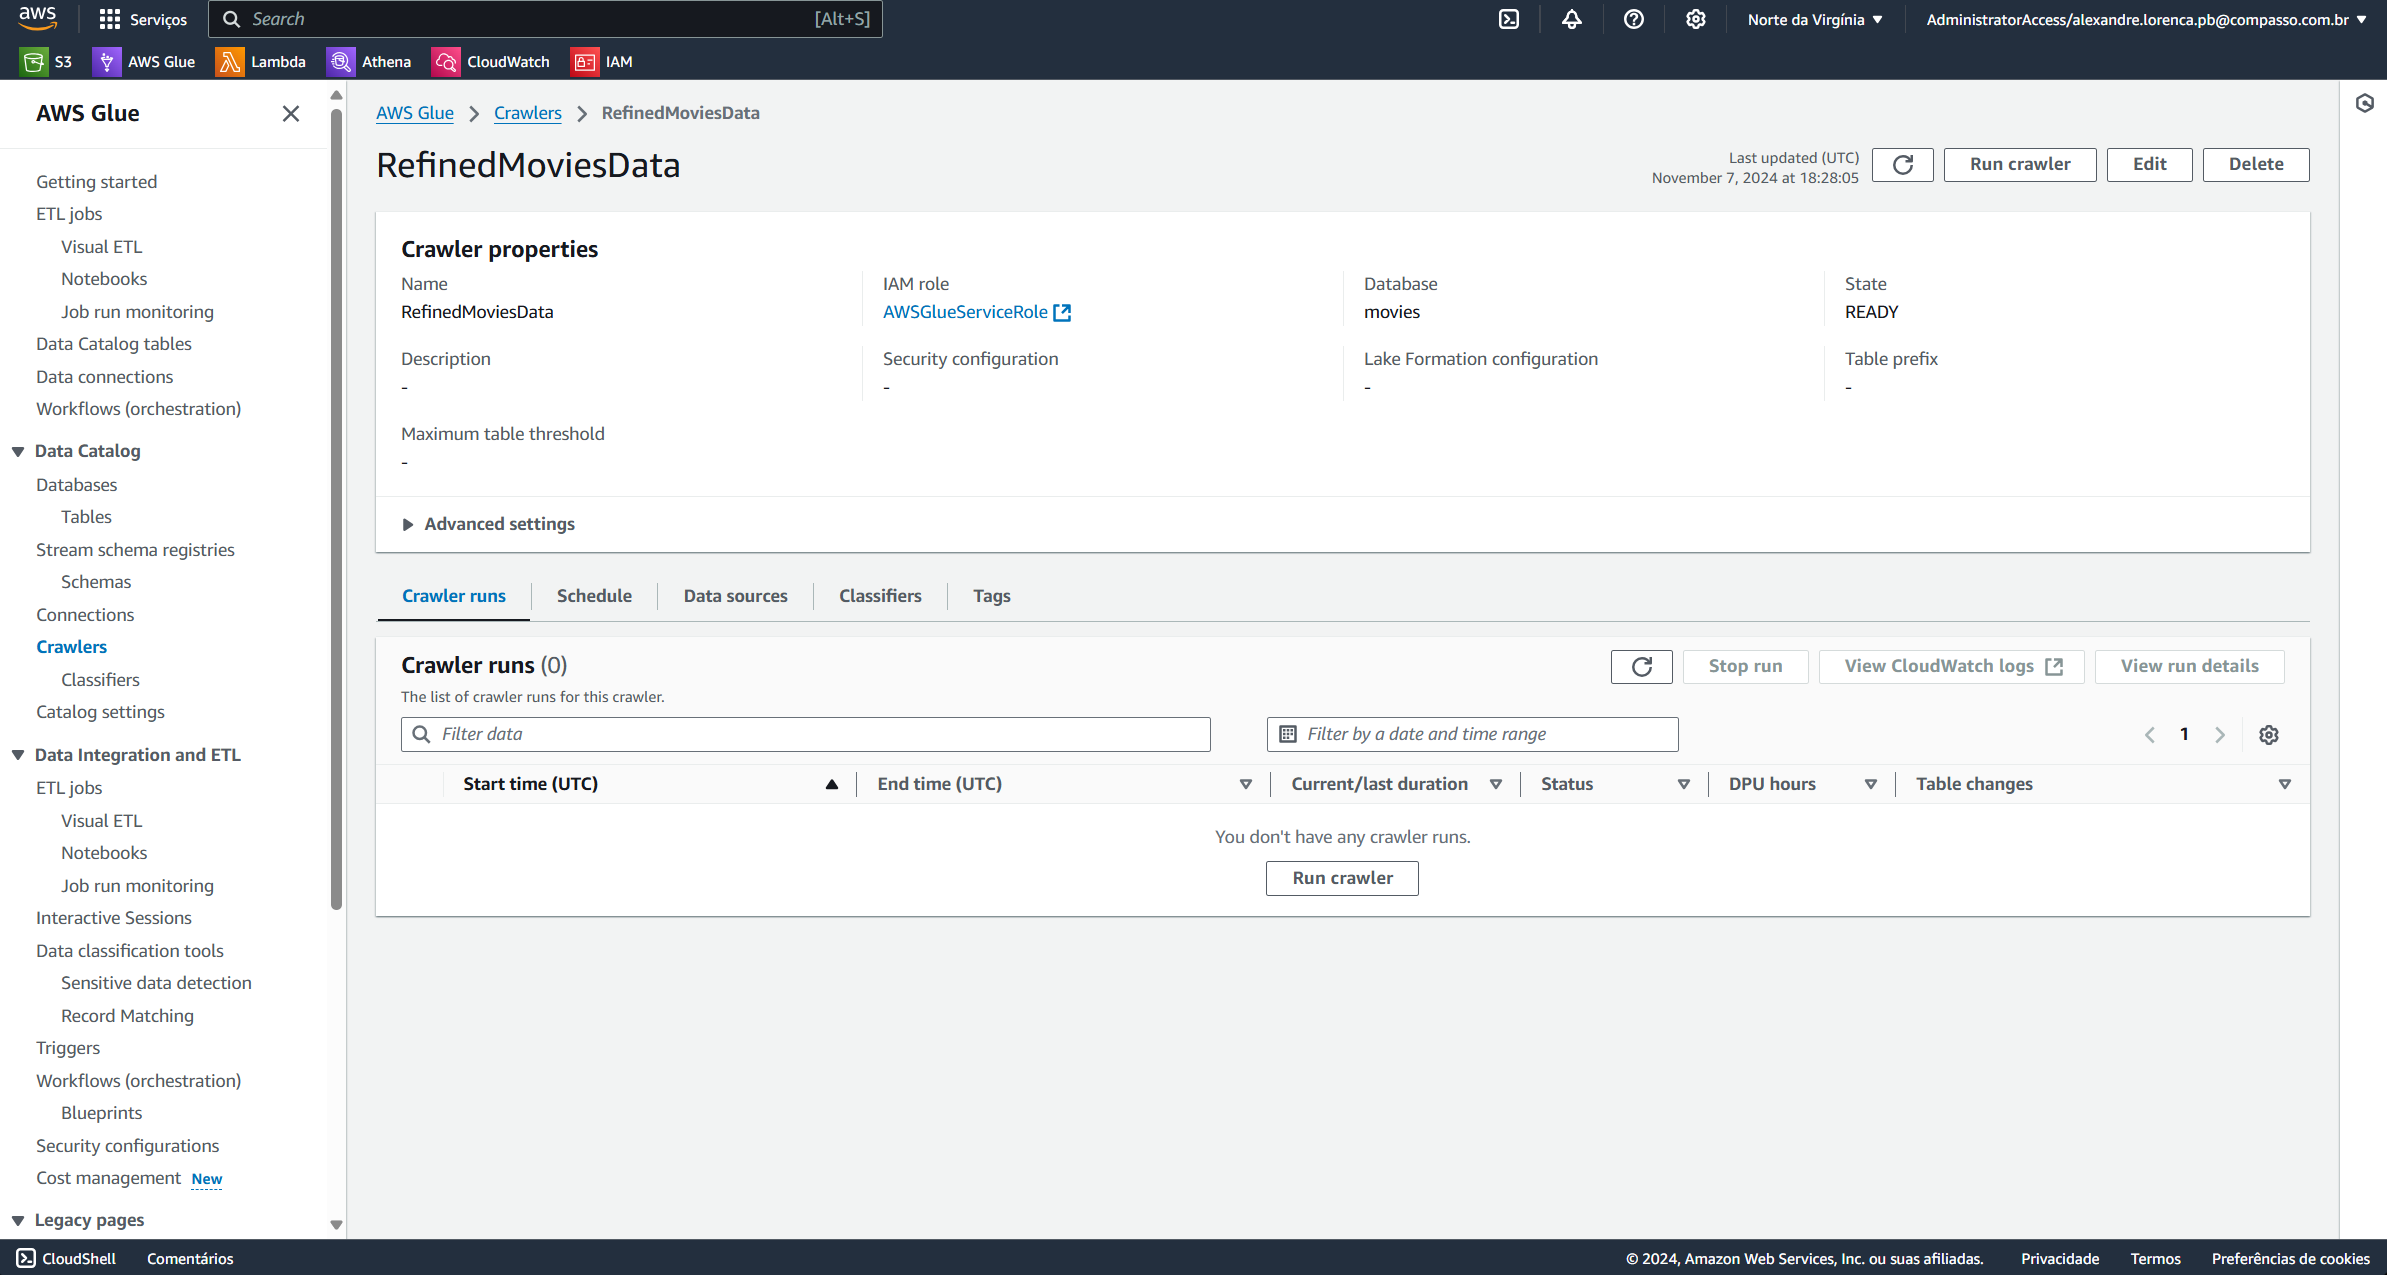 aws
Serviços
Search
[Alt+S]
Norte da Virgínia
AdministratorAccess/alexandre.lorenca.pb@compasso.com.br
S3
AWS Glue
Lambda
Athena
CloudWatch
IAM
AWS Glue
Getting started
ETL jobs
Visual ETL
Notebooks
Job run monitoring
Data Catalog tables
Data connections
Workflows (orchestration)
Data Catalog
Databases
Tables
Stream schema registries
Schemas
Connections
Crawlers
Classifiers
Catalog settings
Data Integration and ETL
ETL jobs
Visual ETL
Notebooks
Job run monitoring
Interactive Sessions
Data classification tools
Sensitive data detection
Record Matching
Triggers
Workflows (orchestration)
Blueprints
Security configurations
Cost management New
Legacy pages
AWS Glue > Crawlers > RefinedMoviesData
RefinedMoviesData
Last updated (UTC)
November 7, 2024 at 18:28:05
Run crawler
Edit
Delete
Crawler properties
Name
RefinedMoviesData
IAM role
AWSGlueServiceRole
Database
movies
State
READY
Description
-
Security configuration
-
Lake Formation configuration
-
Table prefix
-
Maximum table threshold
-
Advanced settings
Crawler runs
Schedule
Data sources
Classifiers
Tags
Crawler runs (0)
The list of crawler runs for this crawler.
Stop run
View CloudWatch logs
View run details
Filter data
Filter by a date and time range
1
Start time (UTC)
End time (UTC)
Current/last duration
Status
DPU hours
Table changes
You don't have any crawler runs.
Run crawler
CloudShell
Comentários
© 2024, Amazon Web Services, Inc. ou suas afiliadas.
Privacidade
Termos
Preferências de cookies